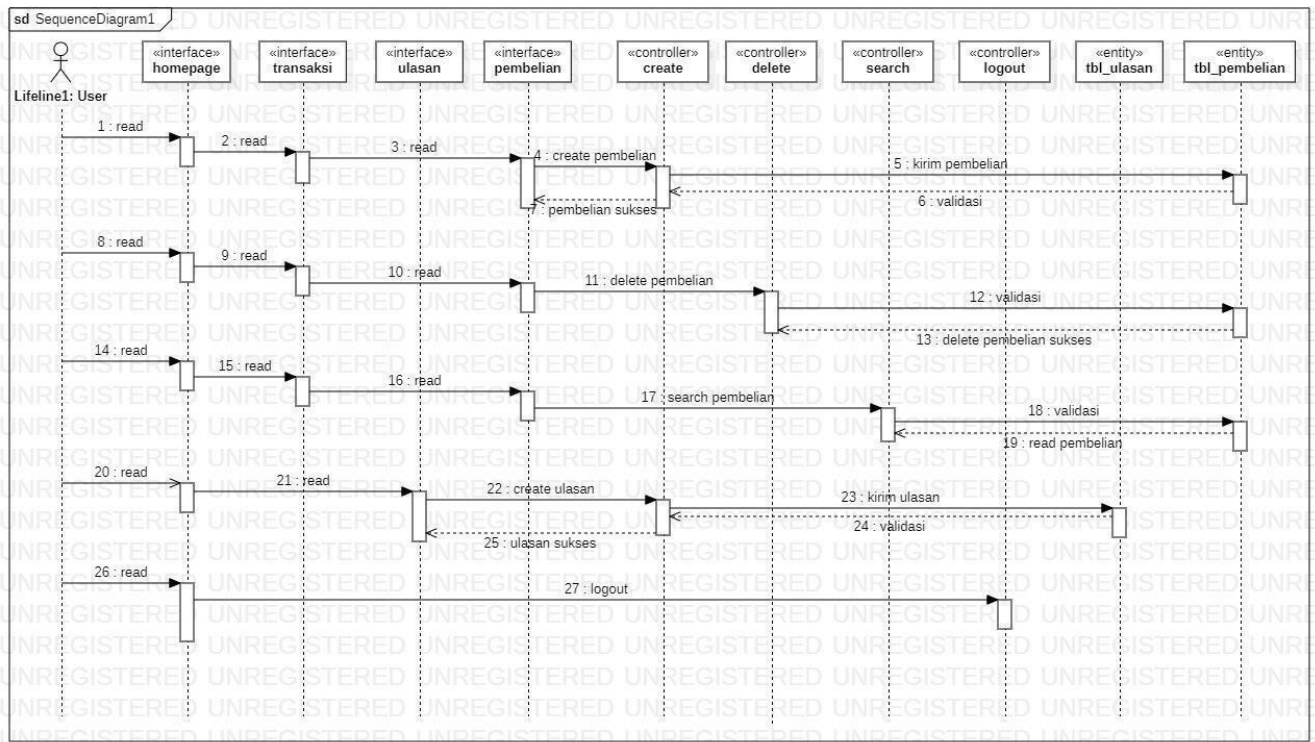 sd SequenceDiagram1
«interface» «interface» «interface» «interface» «controller» «controller» «controller» «controller» «entity» «entity»
homepage transaksi ulasan pembelian create delete search logout tbl_ulasan tbl_pembelian
Lifeline1: User
1 : read
2 : read
3 : read
4 : create pembelian
5 : kirim pembelian
6 : validasi
7 : pembelian sukses
8 : read
9 : read
10 : read
11 : delete pembelian
12 : validasi
13 : delete pembelian sukses
14 : read
15 : read
16 : read
17 : search pembelian
18 : validasi
19 : read pembelian
20 : read
21 : read
22 : create ulasan
23 : kirim ulasan
24 : validasi
25 : ulasan sukses
26 : read
27 : logout
UNREGISTERED